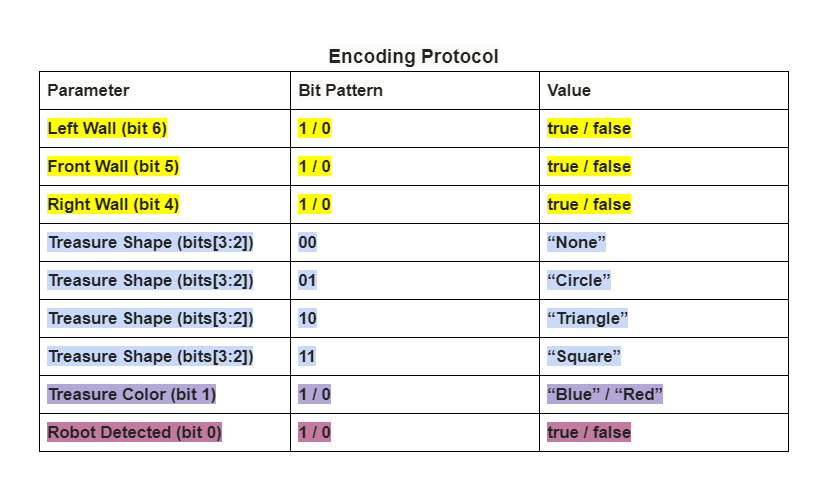 Encoding Protocol
Parameter Bit Pattern Value
Left Wall (bit 6) 1 / 0 true / false
Front Wall (bit 5) 1 / 0 true / false
Right Wall (bit 4) 1 / 0 true / false
Treasure Shape (bits[3:2]) 00 “None”
Treasure Shape (bits[3:2]) 01 “Circle”
Treasure Shape (bits[3:2]) 10 “Triangle”
Treasure Shape (bits[3:2]) 11 “Square”
Treasure Color (bit 1) 1 / 0 “Blue” / “Red”
Robot Detected (bit 0) 1 / 0 true / false